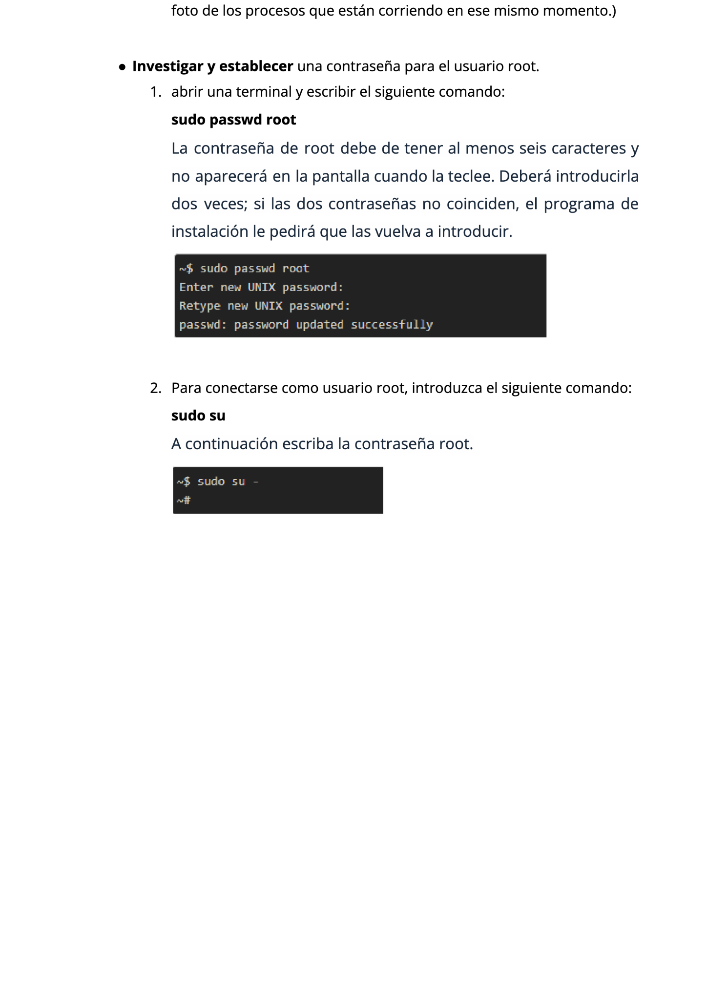 foto de los procesos que están corriendo en ese mismo momento.)
● Investigar y establecer una contraseña para el usuario root.
1. abrir una terminal y escribir el siguiente comando:
sudo passwd root
La contraseña de root debe de tener al menos seis caracteres y
no aparecerá en la pantalla cuando la teclee. Deberá introducirla
dos veces; si las dos contraseñas no coinciden, el programa de
instalación le pedirá que las vuelva a introducir.
~$ sudo passwd root
Enter new UNIX password:
Retype new UNIX password:
passwd: password updated successfully
2. Para conectarse como usuario root, introduzca el siguiente comando:
sudo su
A continuación escriba la contraseña root.
~$ sudo su -
~#